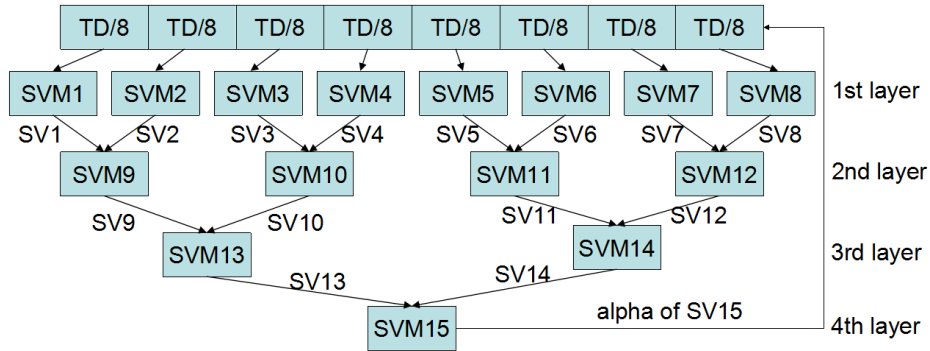 TD/8 TD/8 TD/8 TD/8 TD/8 TD/8 TD/8 TD/8
SVM1 SVM2 SVM3 SVM4 SVM5 SVM6 SVM7 SVM8 1st layer
SV1 SV2 SV3 SV4 SV5 SV6 SV7 SV8
SVM9 SVM10 SVM11 SVM12 2nd layer
SV9 SV10 SV11 SV12
SVM13 SVM14 3rd layer
SV13 SV14
alpha of SV15
SVM15 4th layer